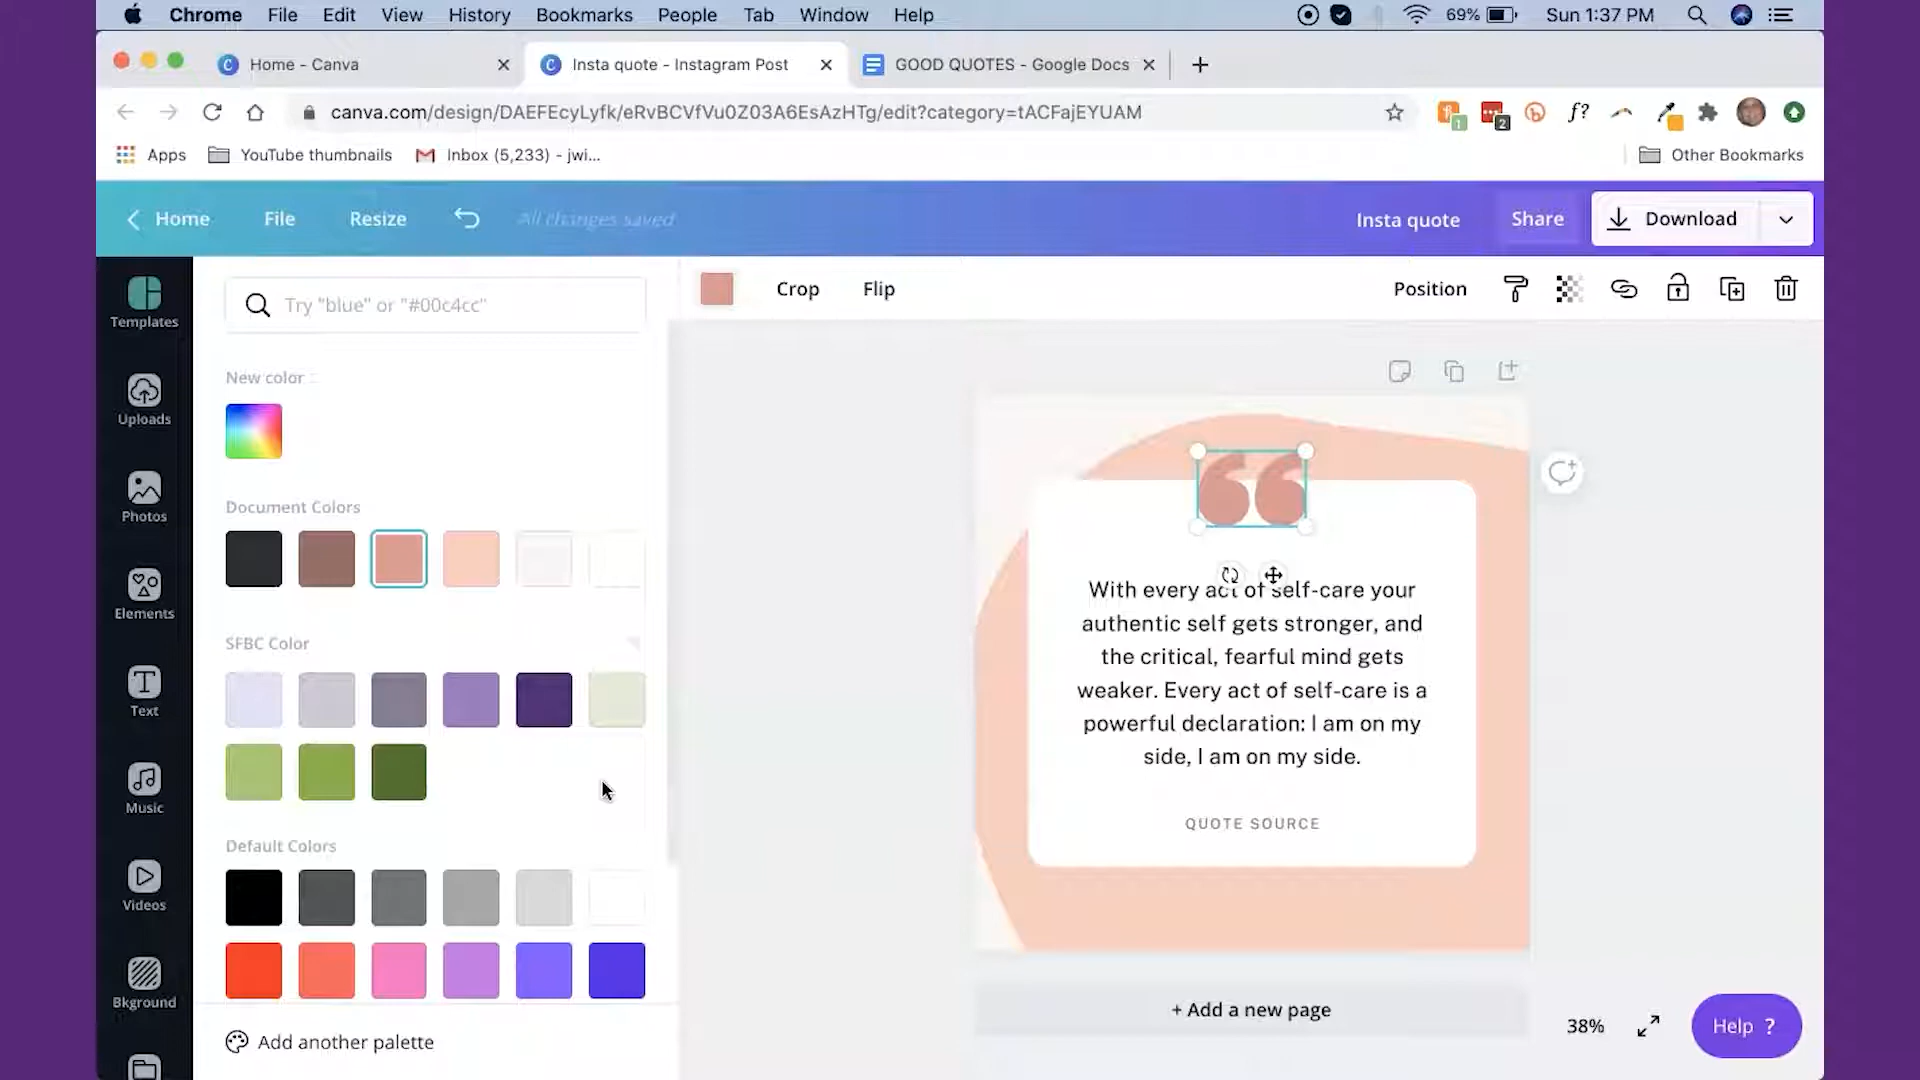 Chrome File Edit View History Bookmarks People Tab Window Help 69% Sun 1:37 PM
Home - Canva Insta quote - Instagram Post GOOD QUOTES - Google Docs
canva.com/design/DAEFEcyLyfk/eRvBCVfVu0Z03A6EsAzHTg/edit?category=tACFajEYUAM 1 2 f?
Apps YouTube thumbnails Inbox (5,233) - jwi... Other Bookmarks
Home File Resize All changes saved Insta quote Share Download
Try "blue" or "#00c4cc" Crop Flip Position
Templates
Uploads
Photos
Elements
Text
Music
Videos
Bkground
New color
Document Colors
SFBC Color
Default Colors
Add another palette
With every act of self-care your
authentic self gets stronger, and
the critical, fearful mind gets
weaker. Every act of self-care is a
powerful declaration: I am on my
side, I am on my side.
QUOTE SOURCE
+ Add a new page
38% Help ?